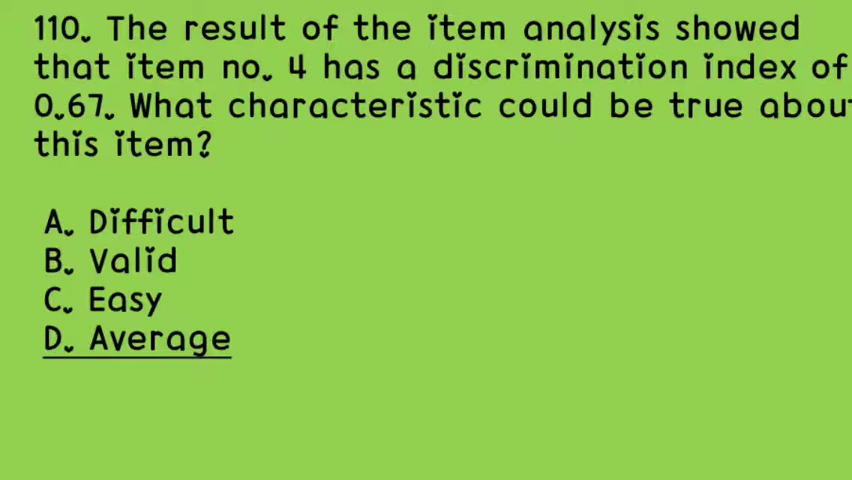 110. The result of the item analysis showed
that item no. 4 has a discrimination index of
0.67. What characteristic could be true abou
this item?
A. Difficult
B. Valid
C. Easy
D. Average